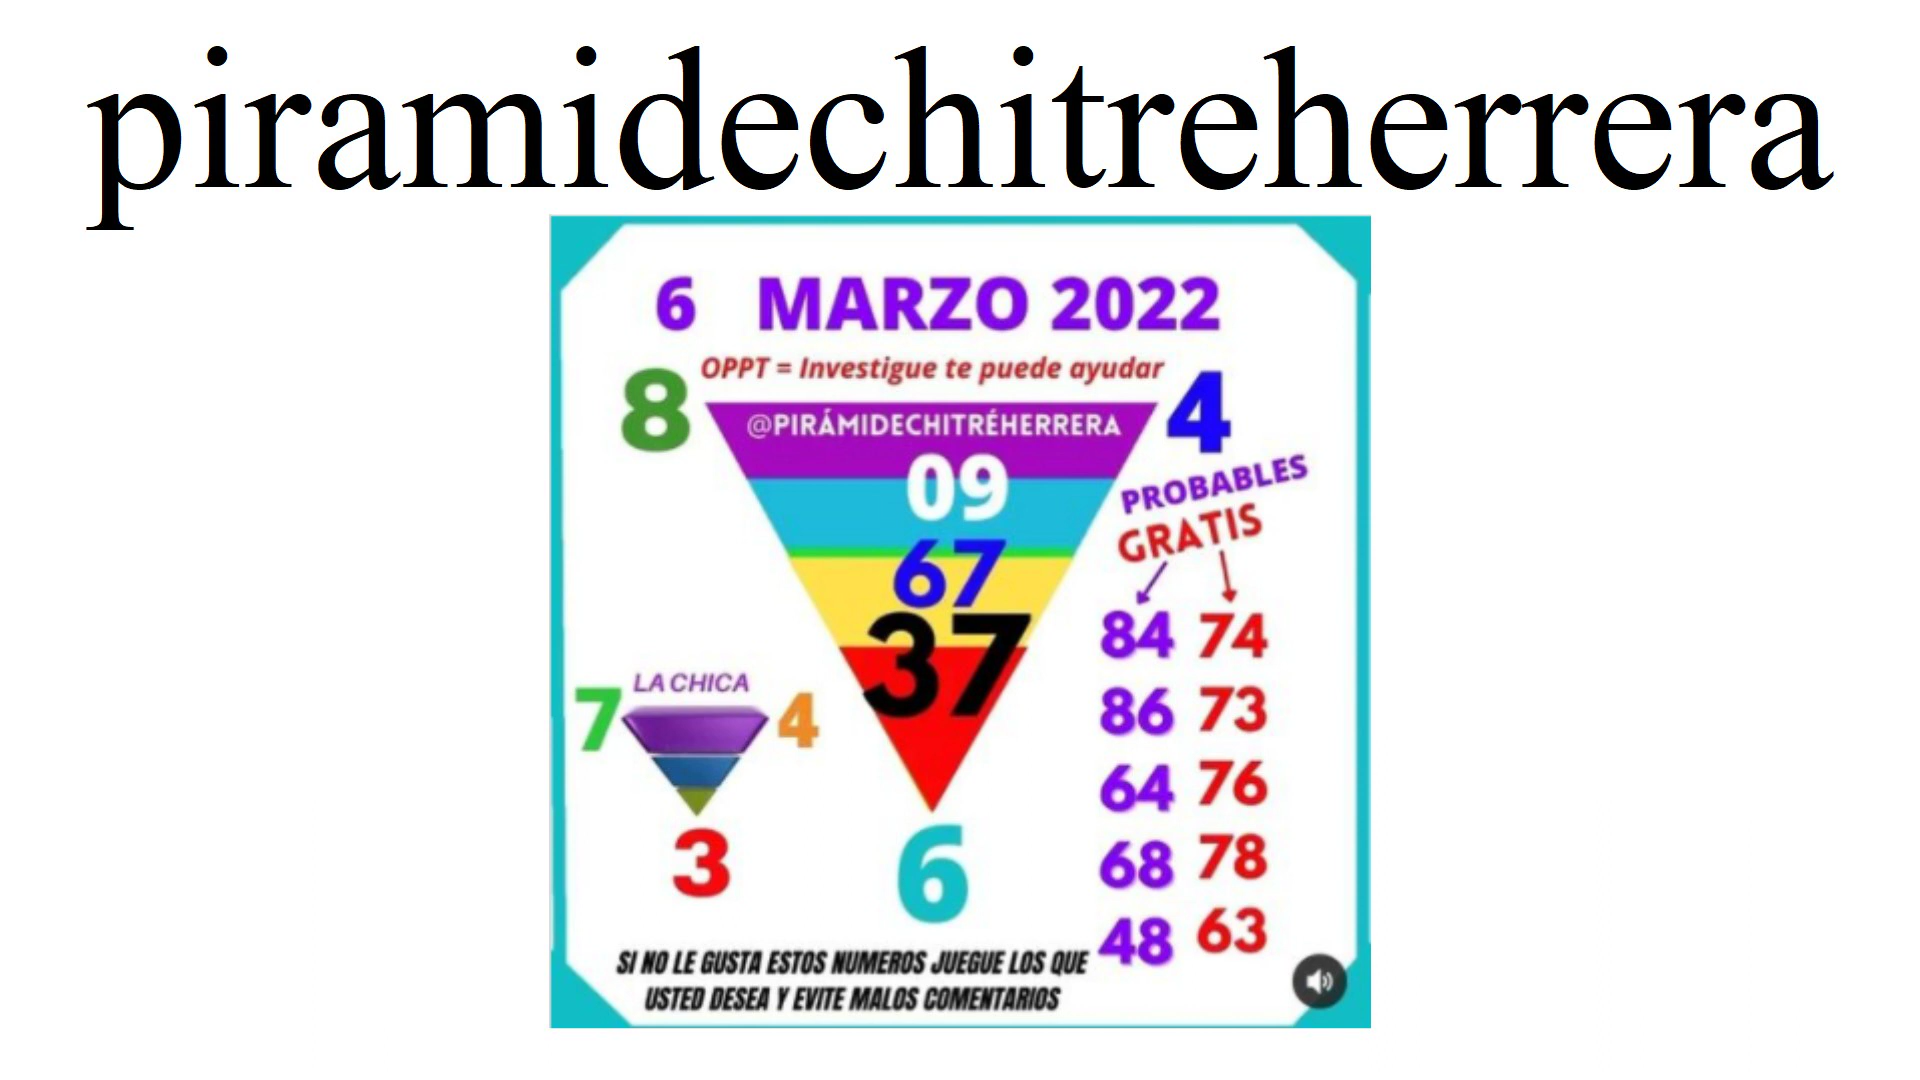 piramidechitreherrera
6 MARZO 2022
OPPT = Investigue te puede ayudar
8
4
@PIRÁMIDECHITRÉHERRERA
09
67
37
6
PROBABLES
GRATIS
84 74
86 73
64 76
68 78
48 63
LA CHICA
7
4
3
SI NO LE GUSTA ESTOS NUMEROS JUEGUE LOS QUE
USTED DESEA Y EVITE MALOS COMENTARIOS